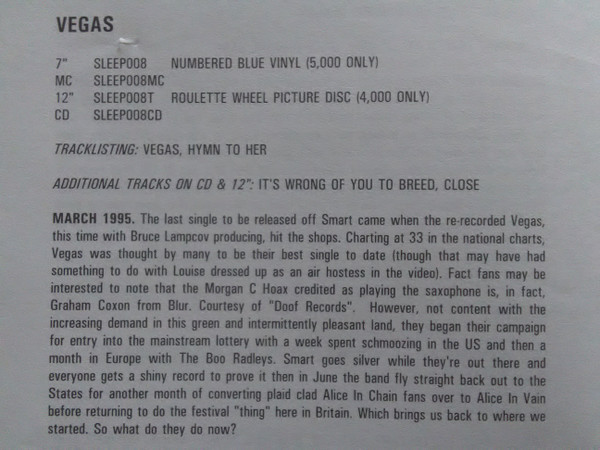 VEGAS
7" SLEEP008 NUMBERED BLUE VINYL (5,000 ONLY)
MC SLEEP008MC
12" SLEEP008T ROULETTE WHEEL PICTURE DISC (4,000 ONLY)
CD SLEEP008CD
TRACKLISTING: VEGAS, HYMN TO HER
ADDITIONAL TRACKS ON CD & 12": IT'S WRONG OF YOU TO BREED, CLOSE
MARCH 1995. The last single to be released off Smart came when the re-recorded Vegas,
this time with Bruce Lampcov producing, hit the shops. Charting at 33 in the national charts,
Vegas was thought by many to be their best single to date (though that may have had
something to do with Louise dressed up as an air hostess in the video). Fact fans may be
interested to note that the Morgan C Hoax credited as playing the saxophone is, in fact,
Graham Coxon from Blur. Courtesy of "Doof Records". However, not content with the
increasing demand in this green and intermittently pleasant land, they began their campaign
for entry into the mainstream lottery with a week spent schmoozing in the US and then a
month in Europe with The Boo Radleys. Smart goes silver while they're out there and
everyone gets a shiny record to prove it then in June the band fly straight back out to the
States for another month of converting plaid clad Alice In Chain fans over to Alice In Vain
before returning to do the festival "thing" here in Britain. Which brings us back to where we
started. So what do they do now?